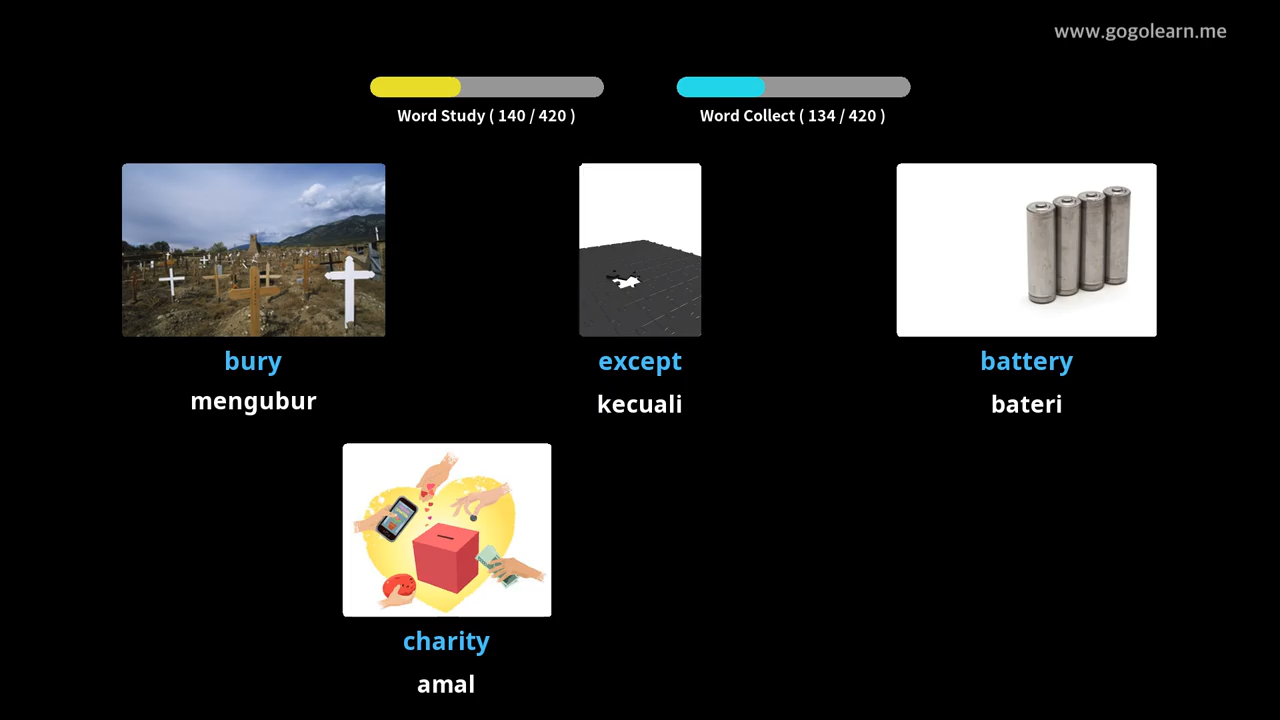 www.gogolearn.me
Word Study ( 140 / 420 )
Word Collect ( 134 / 420 )
bury
mengubur
except
kecuali
battery
bateri
charity
amal